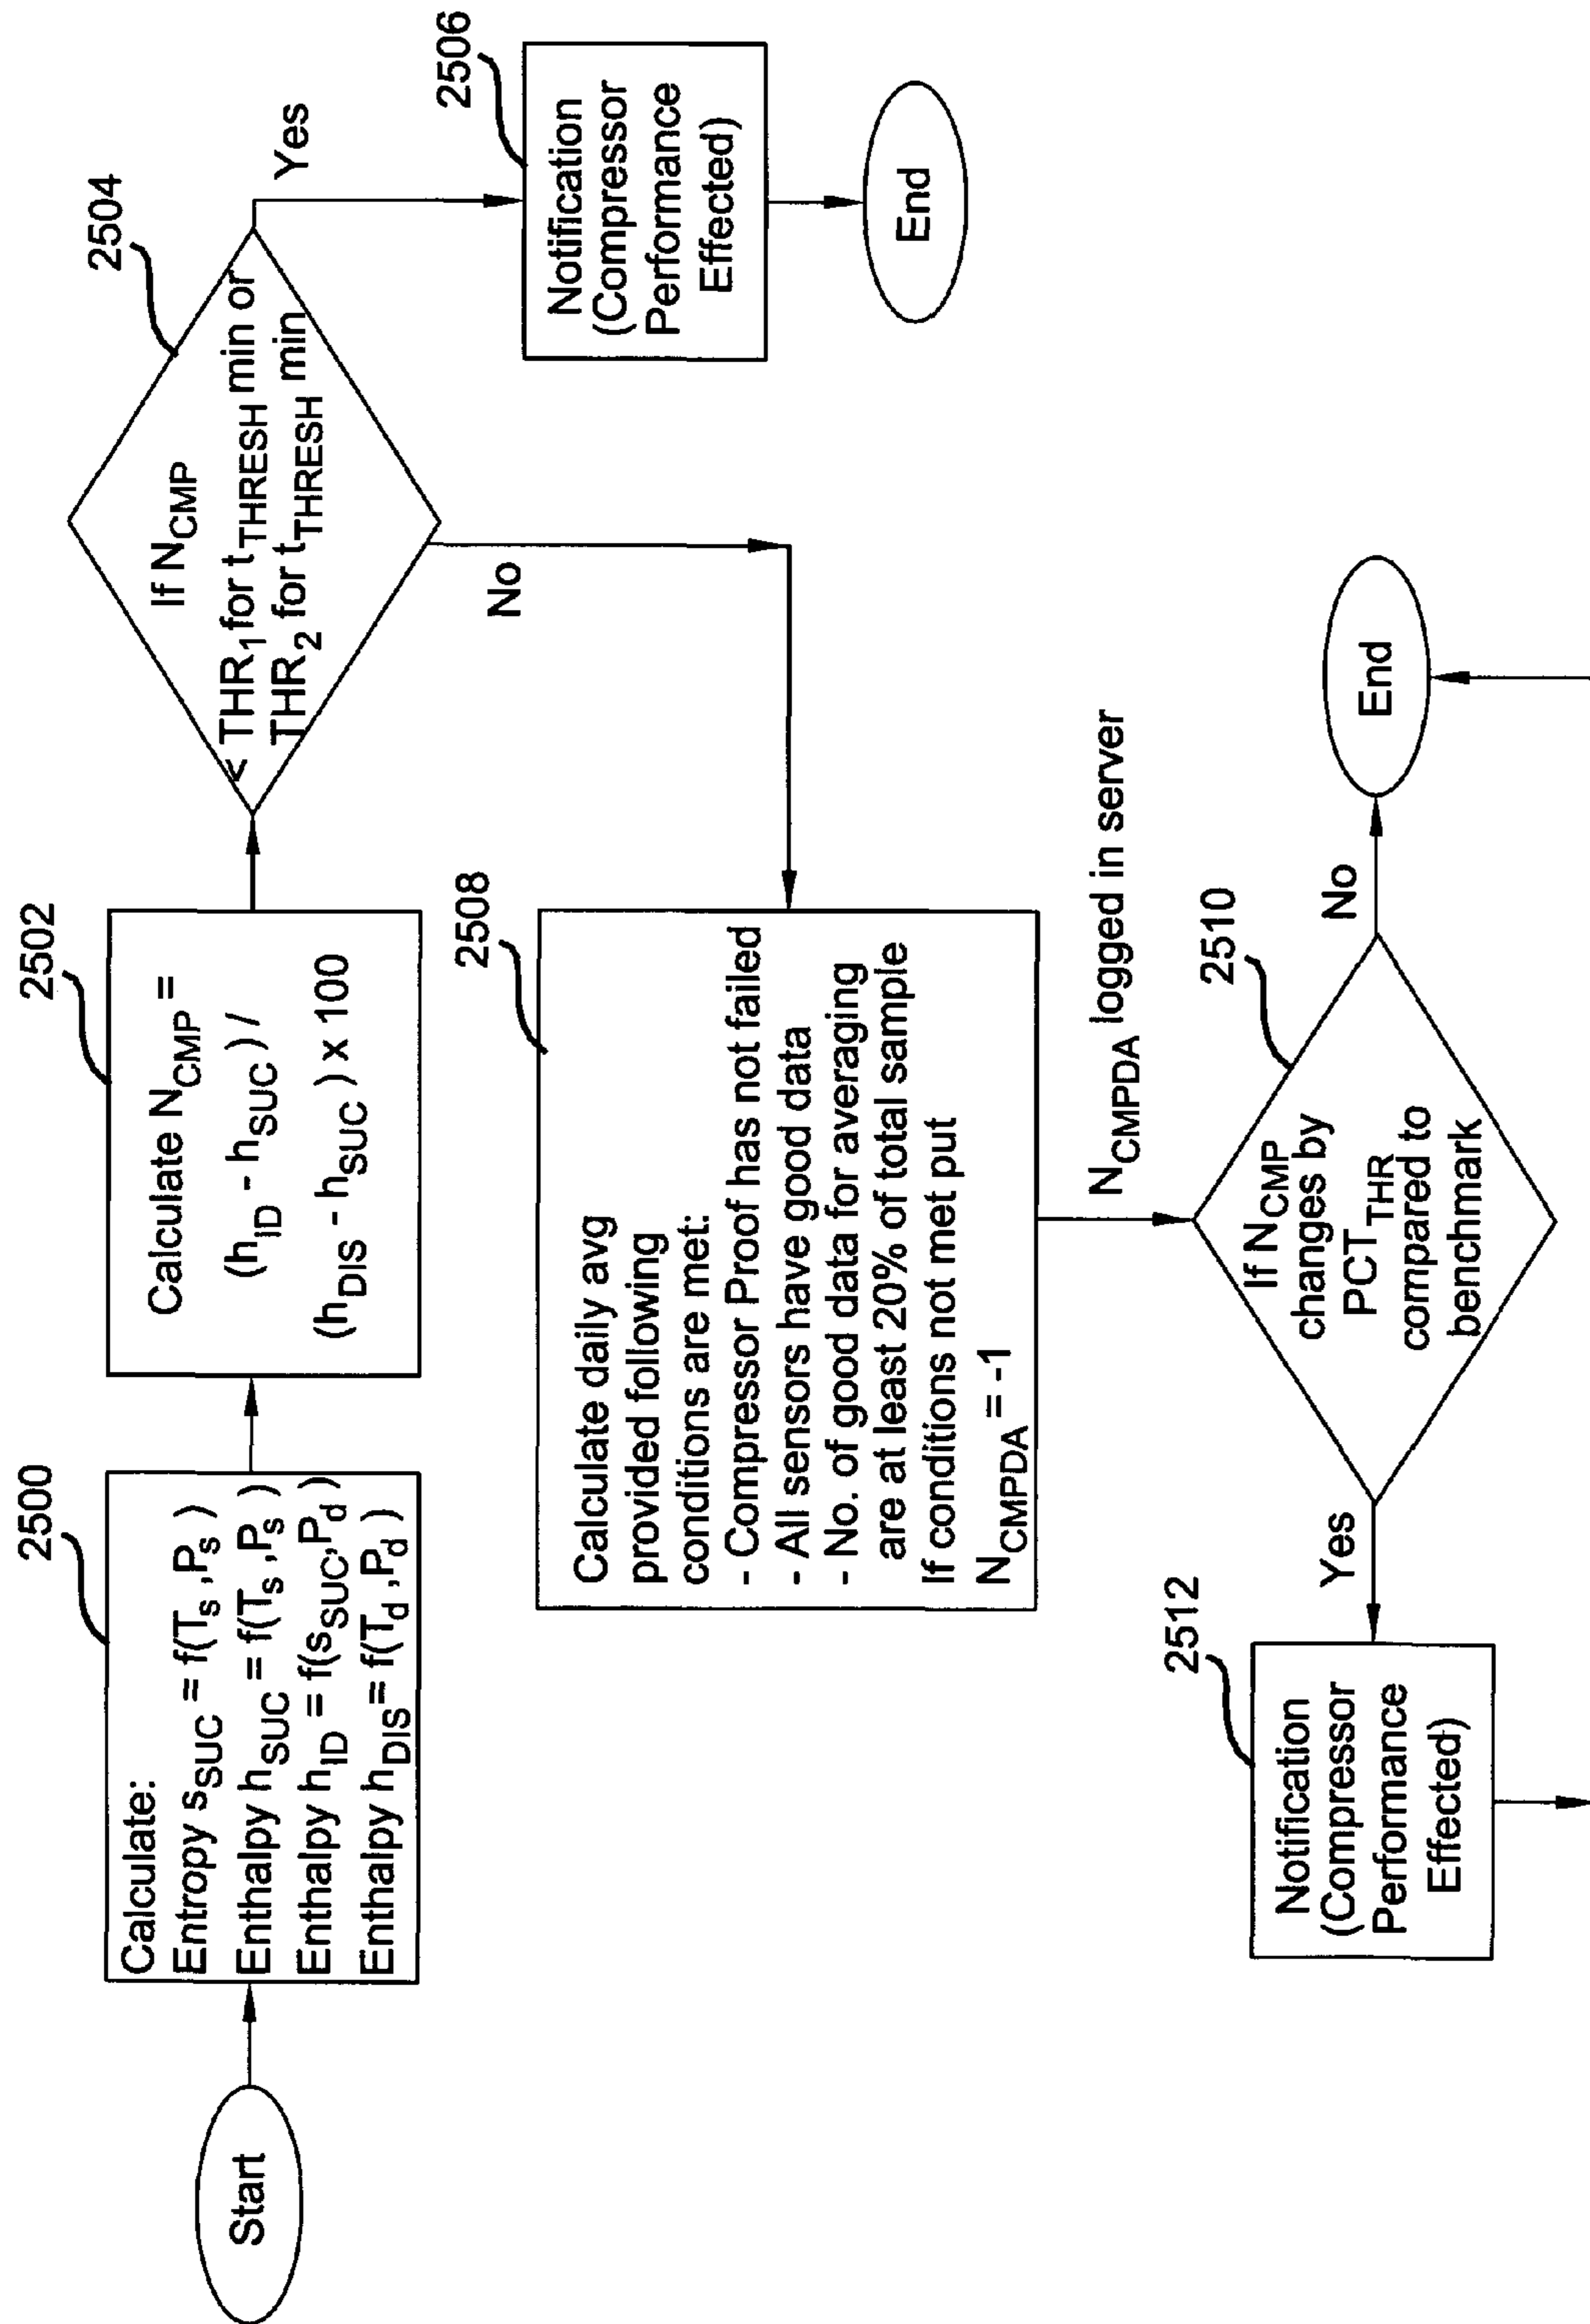 Start
2500
Calculate:
Entropy s_SUC = f(T_s ,P_s )
Enthalpy h_SUC = f(T_s ,P_s )
Enthalpy h_ID = f(s_SUC,P_d )
Enthalpy h_DIS= f(T_d ,P_d )
2502
Calculate N_CMP =
(h_ID - h_SUC) /
(h_DIS - h_SUC ) x 100
2504
If N_CMP
< THR_1 for t_THRESH min or
THR_2 for t_THRESH min
Yes
2506
Notification
(Compressor
Performance
Effected)
End
No
2508
Calculate daily avg
provided following
conditions are met:
- Compressor Proof has not failed
- All sensors have good data
- No. of good data for averaging
are at least 20% of total sample
If conditions not met put
N_CMPDA = -1
N_CMPDA logged in server
2510
If N_CMP
changes by
PCT_THR
compared to
benchmark
No
End
Yes
2512
Notification
(Compressor
Performance
Effected)